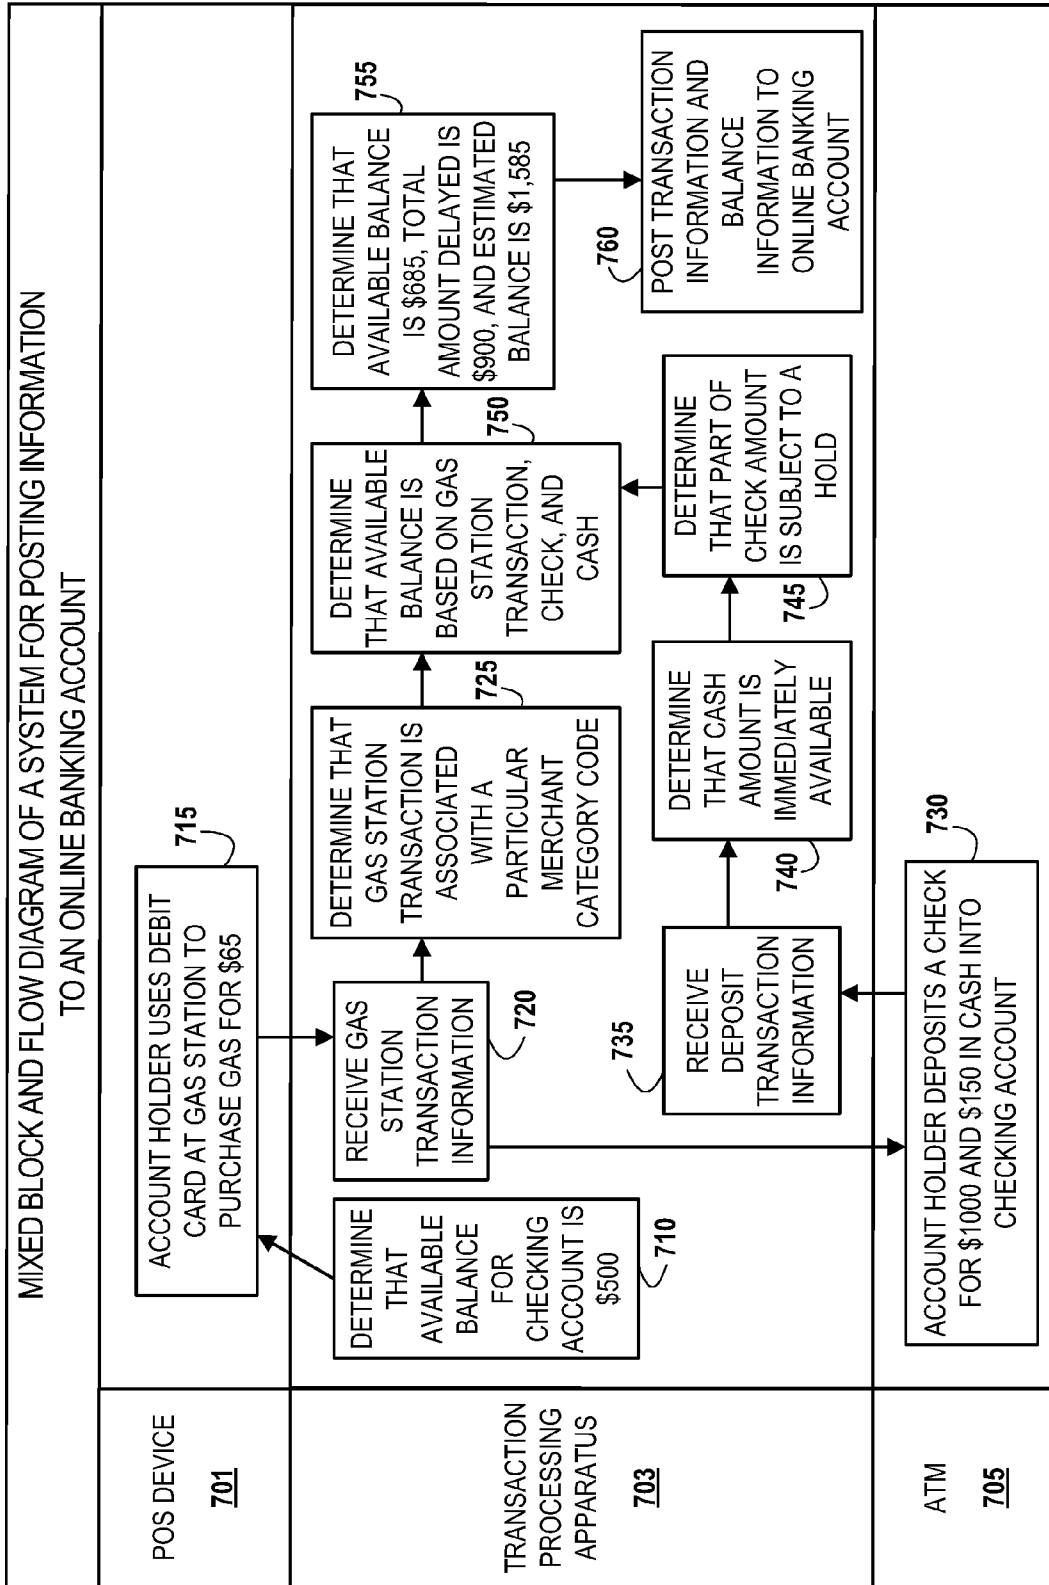 MIXED BLOCK AND FLOW DIAGRAM OF A SYSTEM FOR POSTING INFORMATION
TO AN ONLINE BANKING ACCOUNT
POS DEVICE
701
ACCOUNT HOLDER USES DEBIT
CARD AT GAS STATION TO
PURCHASE GAS FOR $65
715
TRANSACTION
PROCESSING
APPARATUS
703
DETERMINE
THAT
AVAILABLE
BALANCE
FOR
CHECKING
ACCOUNT IS
$500
710
RECEIVE GAS
STATION
TRANSACTION
INFORMATION
720
DETERMINE THAT
GAS STATION
TRANSACTION IS
ASSOCIATED
WITH A
PARTICULAR
MERCHANT
CATEGORY CODE
725
DETERMINE
THAT AVAILABLE
BALANCE IS
BASED ON GAS
STATION
TRANSACTION,
CHECK, AND
CASH
750
DETERMINE THAT
AVAILABLE BALANCE
IS $685, TOTAL
AMOUNT DELAYED IS
$900, AND ESTIMATED
BALANCE IS $1,585
755
735
RECEIVE
DEPOSIT
TRANSACTION
INFORMATION
DETERMINE
THAT CASH
AMOUNT IS
IMMEDIATELY
AVAILABLE
740
DETERMINE
THAT PART OF
CHECK AMOUNT
IS SUBJECT TO A
HOLD
745
760
POST TRANSACTION
INFORMATION AND
BALANCE
INFORMATION TO
ONLINE BANKING
ACCOUNT
ATM
705
ACCOUNT HOLDER DEPOSITS A CHECK
FOR $1000 AND $150 IN CASH INTO
CHECKING ACCOUNT
730